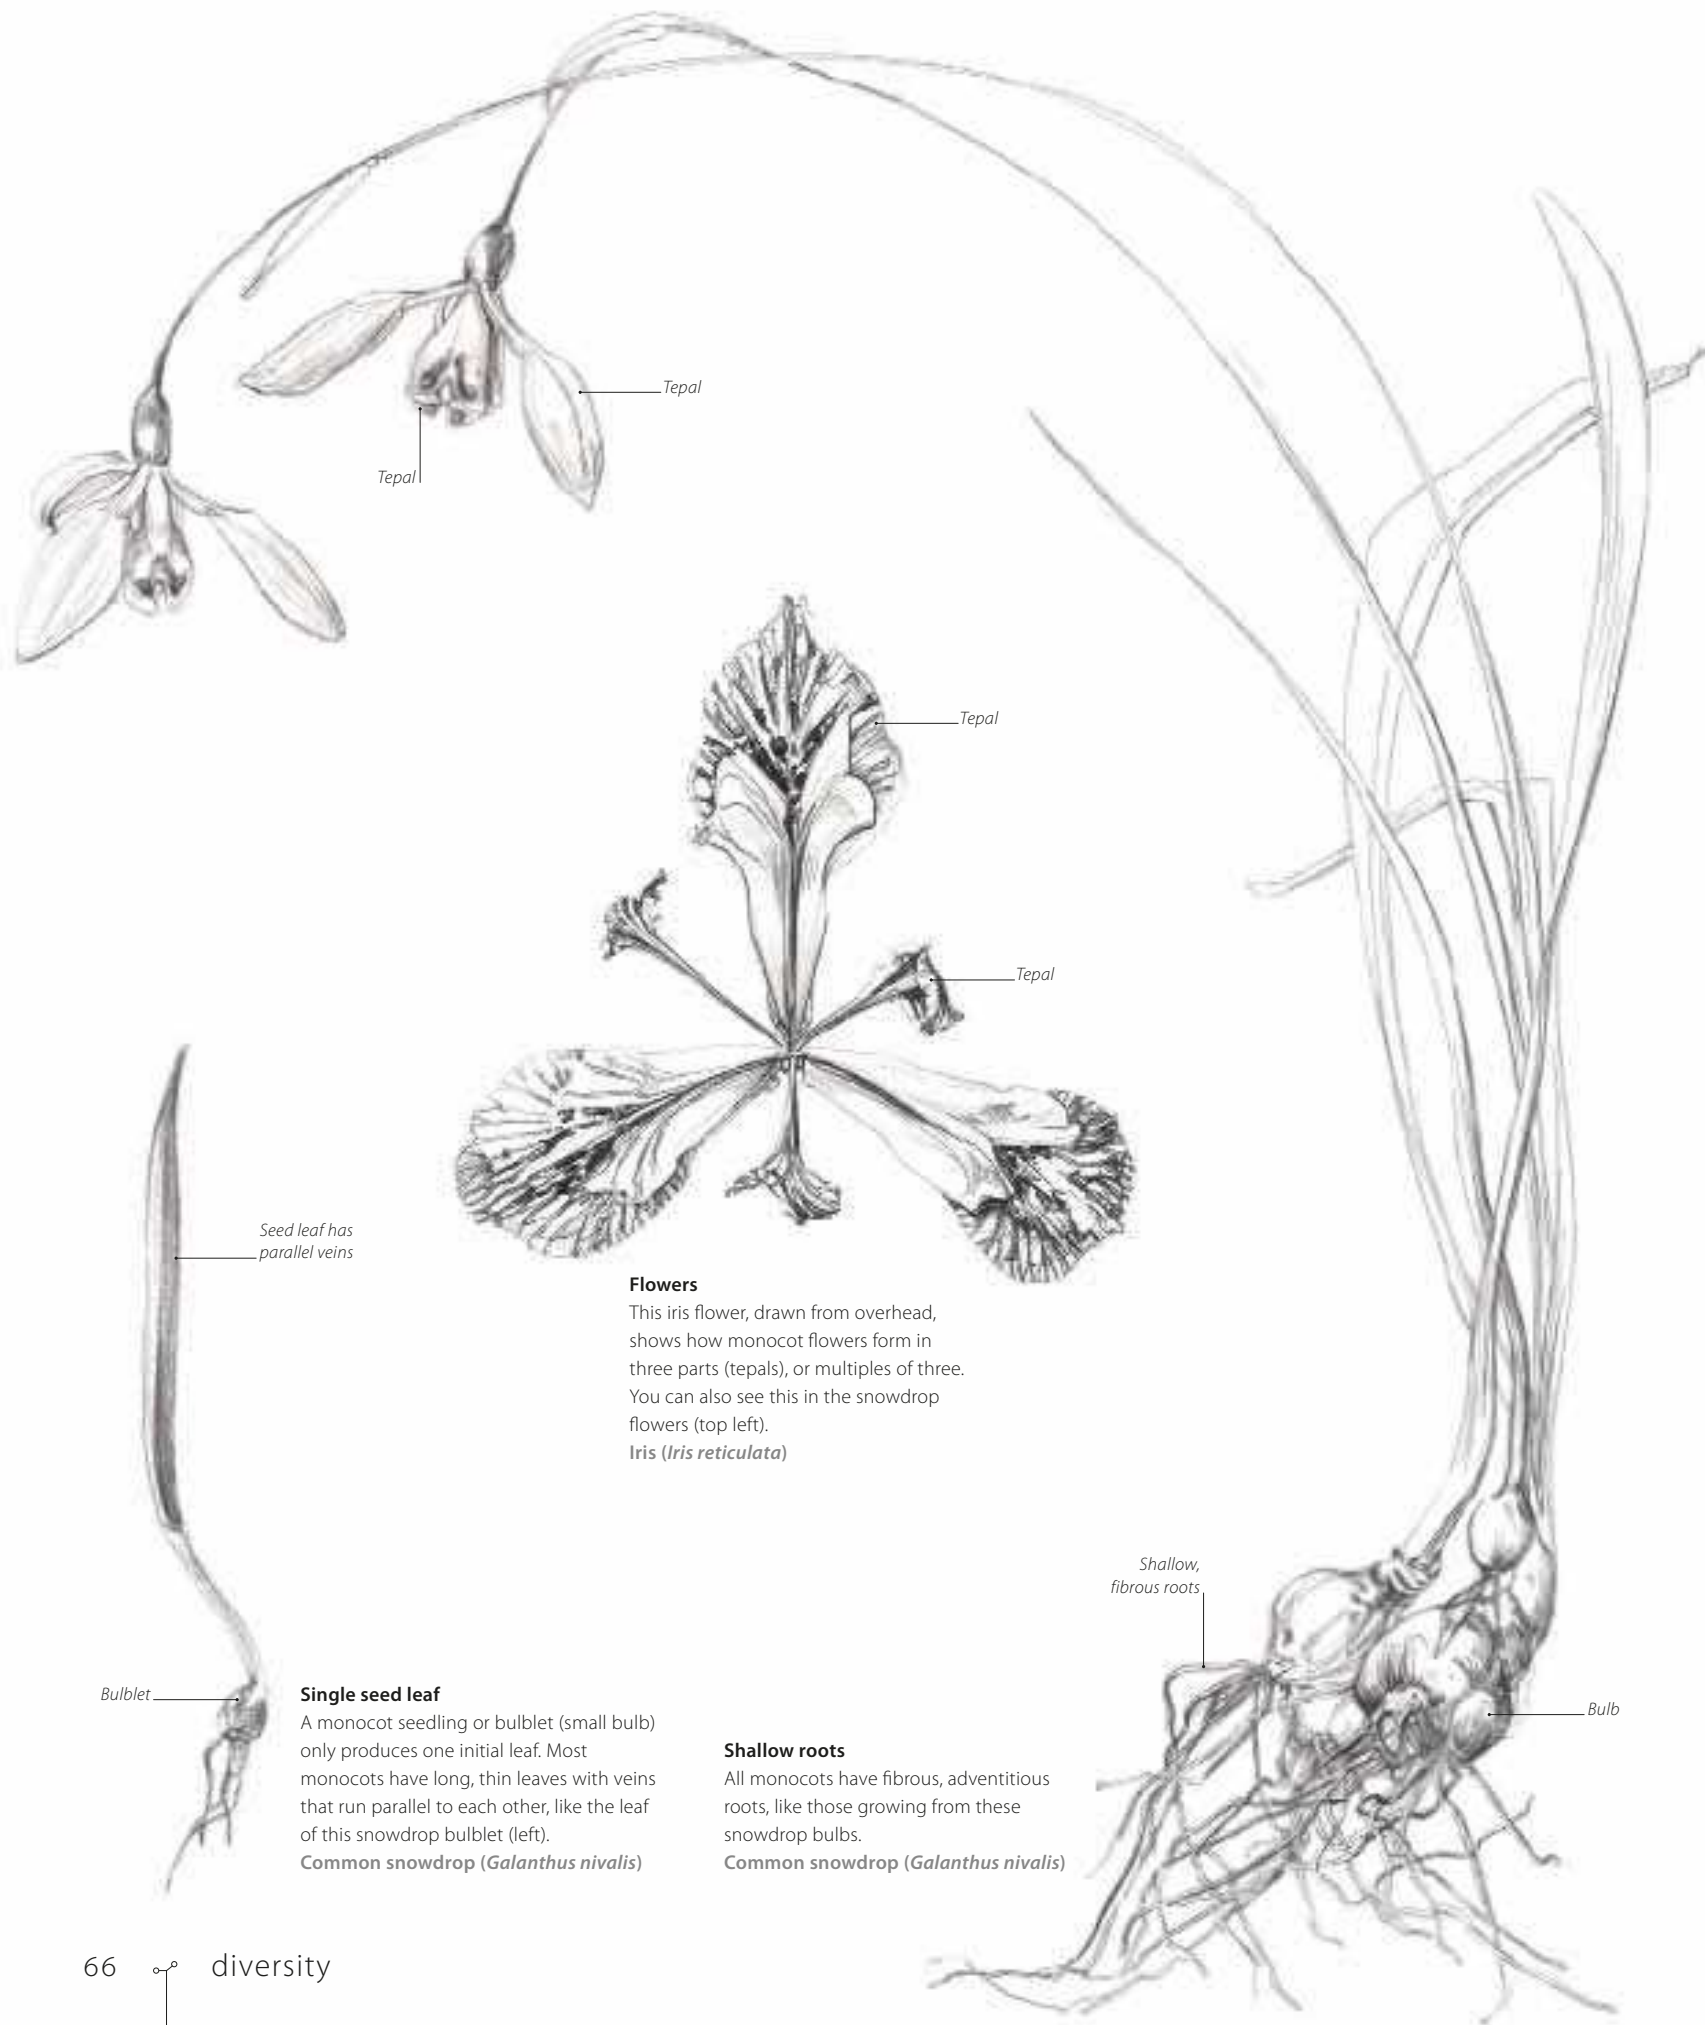 Tepal
Tepal
Tepal
Tepal
Seed leaf has
parallel veins
Flowers
This iris flower, drawn from overhead,
shows how monocot flowers form in
three parts (tepals), or multiples of three.
You can also see this in the snowdrop
flowers (top left).
Iris (Iris reticulata)
Shallow,
fibrous roots
Bulblet
Single seed leaf
A monocot seedling or bulblet (small bulb)
only produces one initial leaf. Most
monocots have long, thin leaves with veins
that run parallel to each other, like the leaf
of this snowdrop bulblet (left).
Common snowdrop (Galanthus nivalis)
Shallow roots
All monocots have fibrous, adventitious
roots, like those growing from these
snowdrop bulbs.
Common snowdrop (Galanthus nivalis)
Bulb
66 diversity